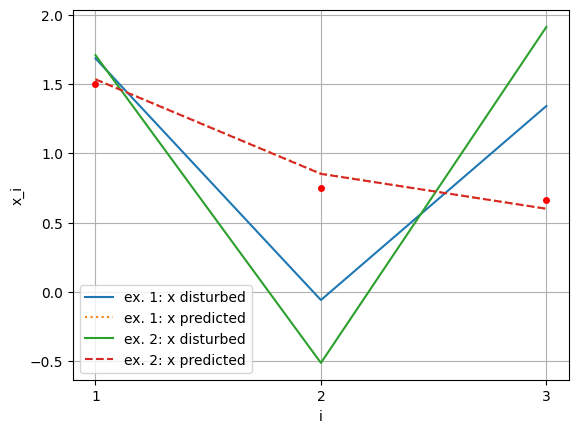 2.0
1.5
1.0
0.5
0.0
−0.5
x_i
ex. 1: x disturbed
ex. 1: x predicted
ex. 2: x disturbed
ex. 2: x predicted
1
2
3
i